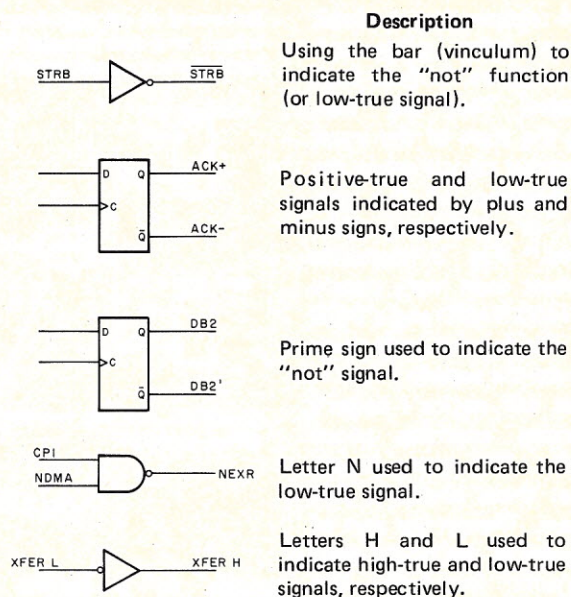 Description
STRB
S̅T̅R̅B̅
Using the bar (vinculum) to
indicate the “not” function
(or low-true signal).
D Q ACK+
C
Q̅ ACK-
Positive-true and low-true
signals indicated by plus and
minus signs, respectively.
D Q DB2
C
Q̅ DB2'
Prime sign used to indicate the
“not” signal.
CPI
NDMA
NEXR
Letter N used to indicate the
low-true signal.
XFER L
XFER H
Letters H and L used to
indicate high-true and low-true
signals, respectively.